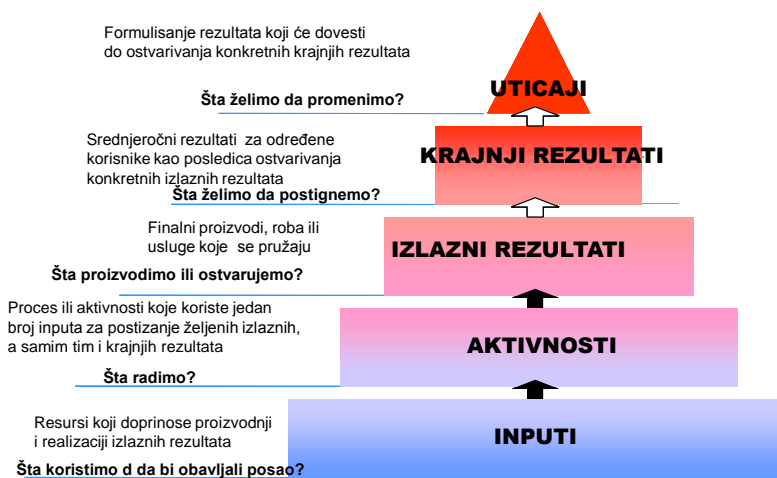 Formulisanje rezultata koji će dovesti
do ostvarivanja konkretnih krajnjih rezultata
UTICAJI
Šta želimo da promenimo?
Srednjeročni rezultati za određene
korisnike kao posledica ostvarivanja
konkretnih izlaznih rezultata
KRAJNJI REZULTATI
Šta želimo da postignemo?
Finalni proizvodi, roba ili
usluge koje se pružaju
IZLAZNI REZULTATI
Šta proizvodimo ili ostvarujemo?
Proces ili aktivnosti koje koriste jedan
broj inputa za postizanje željenih izlaznih,
a samim tim i krajnjih rezultata
AKTIVNOSTI
Šta radimo?
Resursi koji doprinose proizvodnji
i realizaciji izlaznih rezultata
INPUTI
Šta koristimo d da bi obavljali posao?